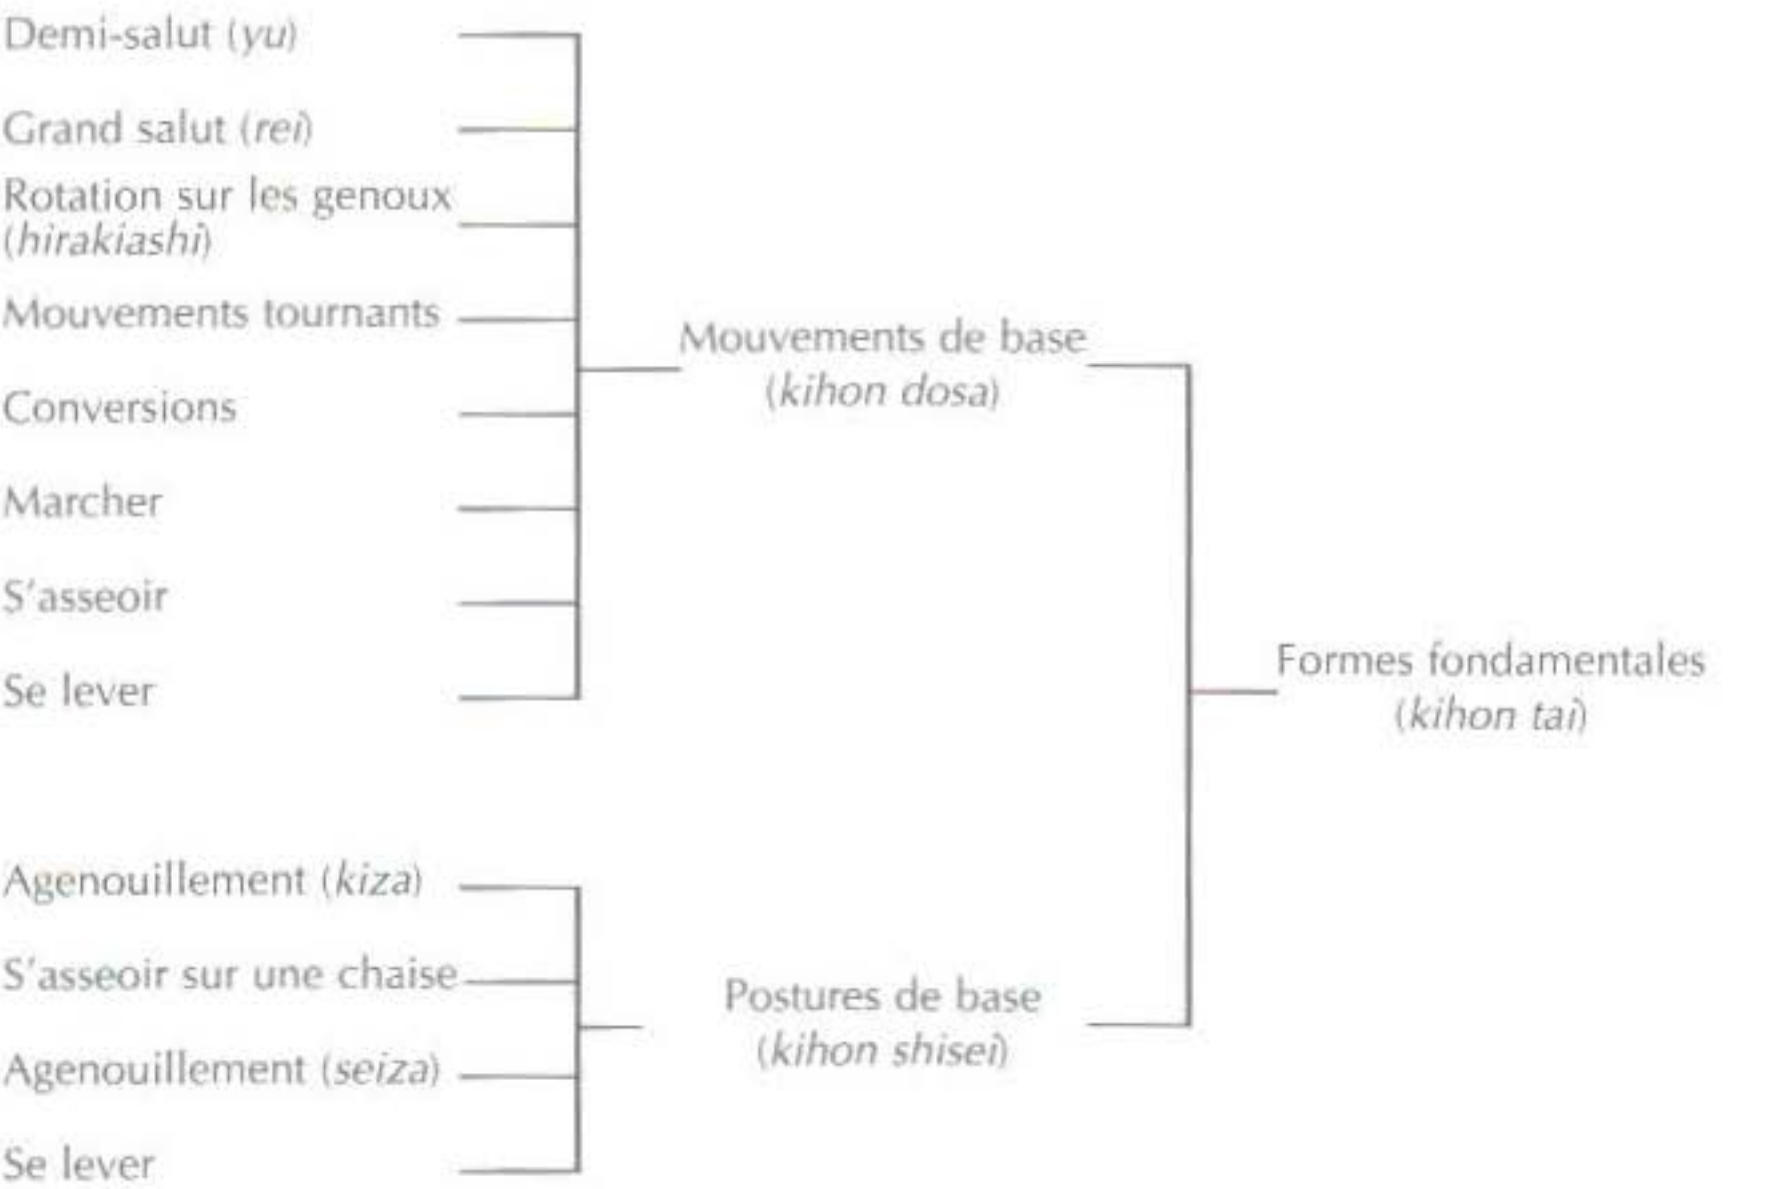 Demi-salut (yu)
Grand salut (rei)
Rotation sur les genoux
(hirakiashi)
Mouvements tournants
Conversions
Marcher
S'asseoir
Se lever
Mouvements de base
(kihon dosa)
Formes fondamentales
(kihon tai)
Agenouillement (kiza)
S'asseoir sur une chaise
Agenouillement (seiza)
Se lever
Postures de base
(kihon shisei)